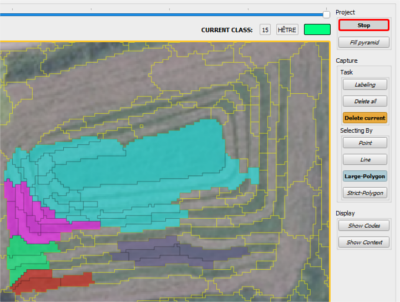 Project
Stop
CURRENT CLASS: 15 HÊTRE
Fill pyramid
Capture
Task
Labeling
Delete all
Delete current
Selecting By
Point
Line
Large-Polygon
Strict-Polygon
Display
Show Codes
Show Context